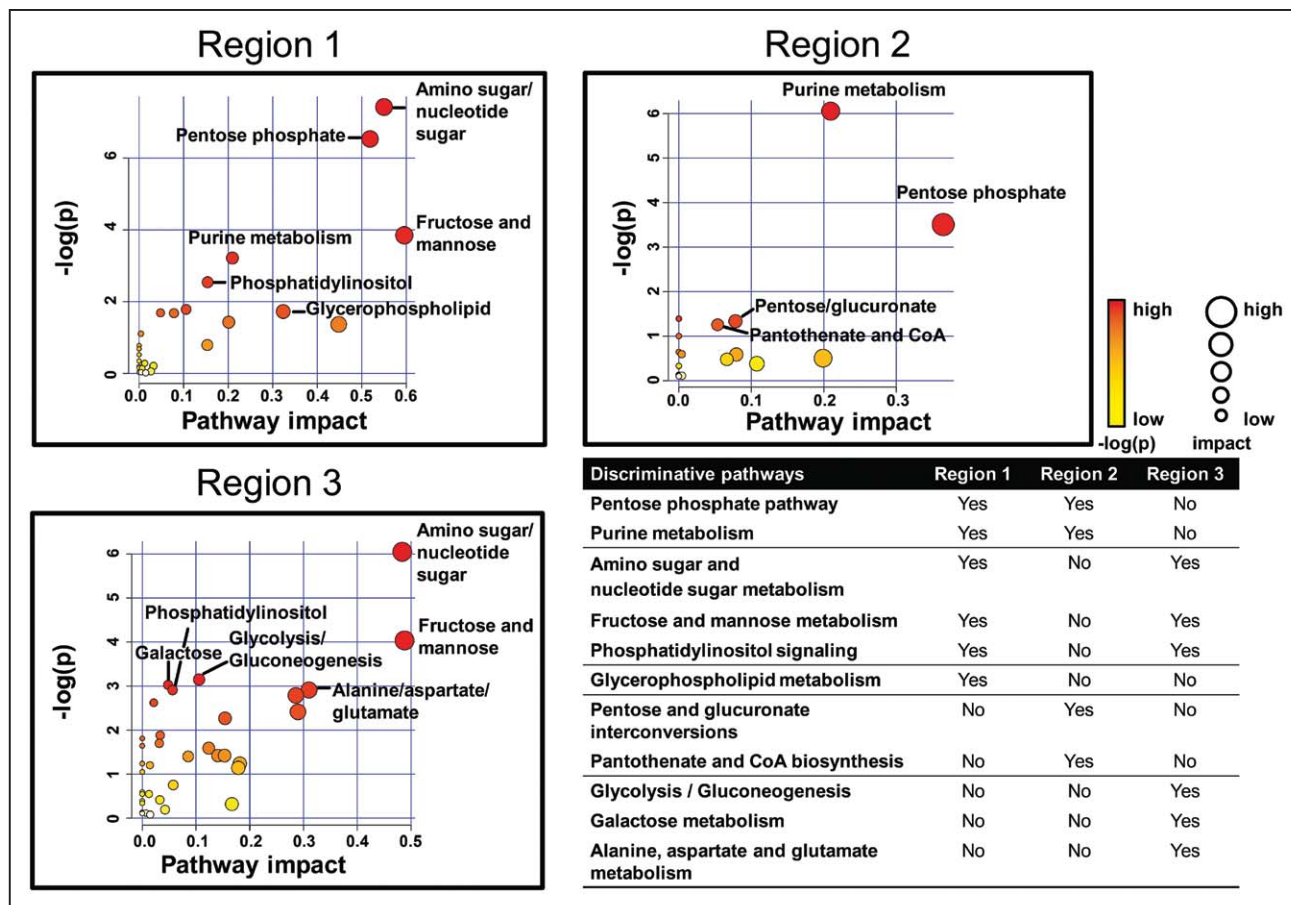 Region 1
Amino sugar/
nucleotide
sugar
Pentose phosphate
Fructose and
mannose
Purine metabolism
Phosphatidylinositol
Glycerophospholipid
-log(p)
6
4
2
0
0.0 0.1 0.2 0.3 0.4 0.5 0.6
Pathway impact
Region 2
Purine metabolism
Pentose phosphate
Pentose/glucuronate
Pantothenate and CoA
-log(p)
6
5
4
3
2
1
0
0.0 0.1 0.2 0.3
Pathway impact
high
low
-log(p)
high
low
impact
Region 3
Amino sugar/
nucleotide
sugar
Phosphatidylinositol
Galactose
Glycolysis/
Gluconeogenesis
Fructose and
mannose
Alanine/aspartate/
glutamate
-log(p)
6
5
4
3
2
1
0
0.0 0.1 0.2 0.3 0.4 0.5
Pathway impact
Discriminative pathways Region 1 Region 2 Region 3
Pentose phosphate pathway Yes Yes No
Purine metabolism Yes Yes No
Amino sugar and Yes No Yes
nucleotide sugar metabolism
Fructose and mannose metabolism Yes No Yes
Phosphatidylinositol signaling Yes No Yes
Glycerophospholipid metabolism Yes No No
Pentose and glucuronate No Yes No
interconversions
Pantothenate and CoA biosynthesis No Yes No
Glycolysis / Gluconeogenesis No No Yes
Galactose metabolism No No Yes
Alanine, aspartate and glutamate No No Yes
metabolism